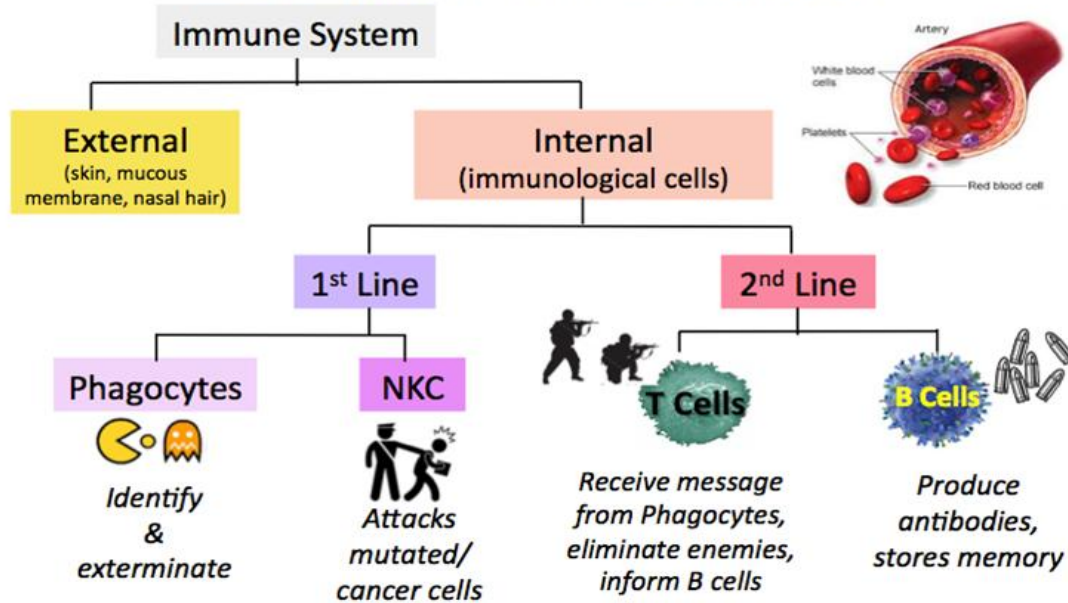 Immune System
Artery
White blood
cells
Platelets
Red blood cell
External
(skin, mucous
membrane, nasal hair)
Internal
(immunological cells)
1st Line
2nd Line
Phagocytes
NKC
T Cells
B Cells
Identify
&
exterminate
Attacks
mutated/
cancer cells
Receive message
from Phagocytes,
eliminate enemies,
inform B cells
Produce
antibodies,
stores memory